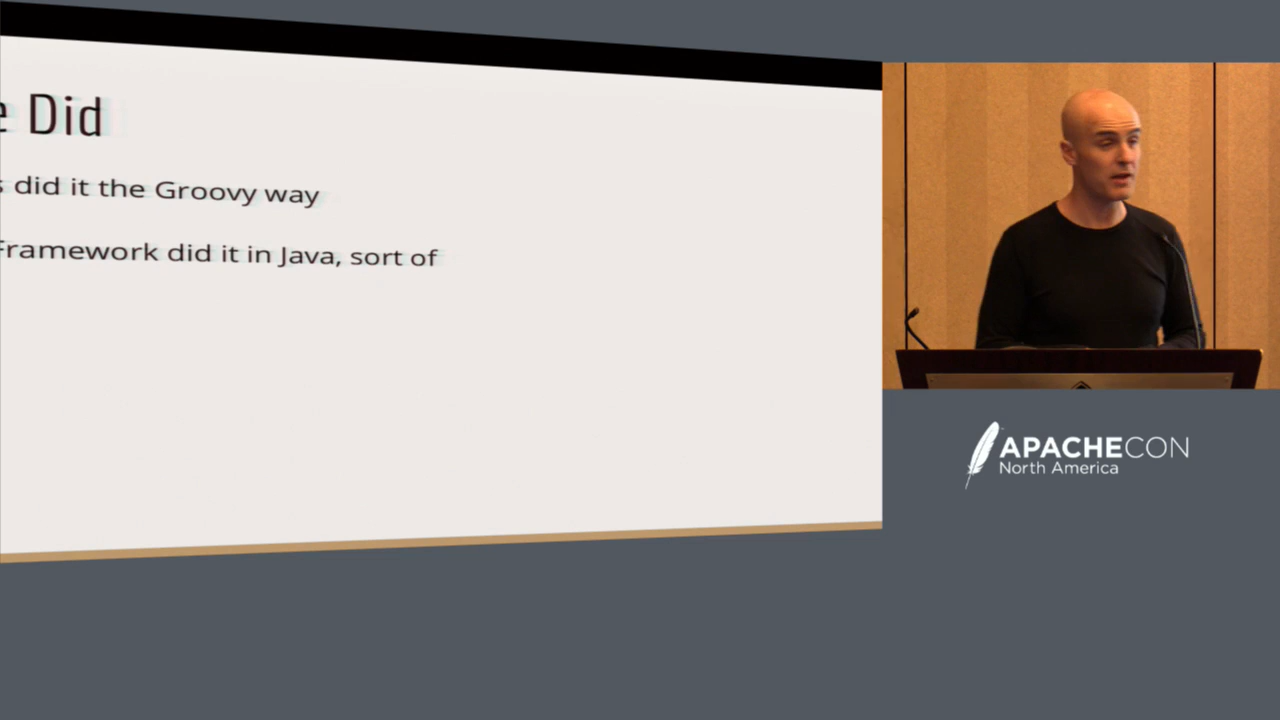 Did
did it the Groovy way
Framework did it in Java, sort of
APACHECON
North America